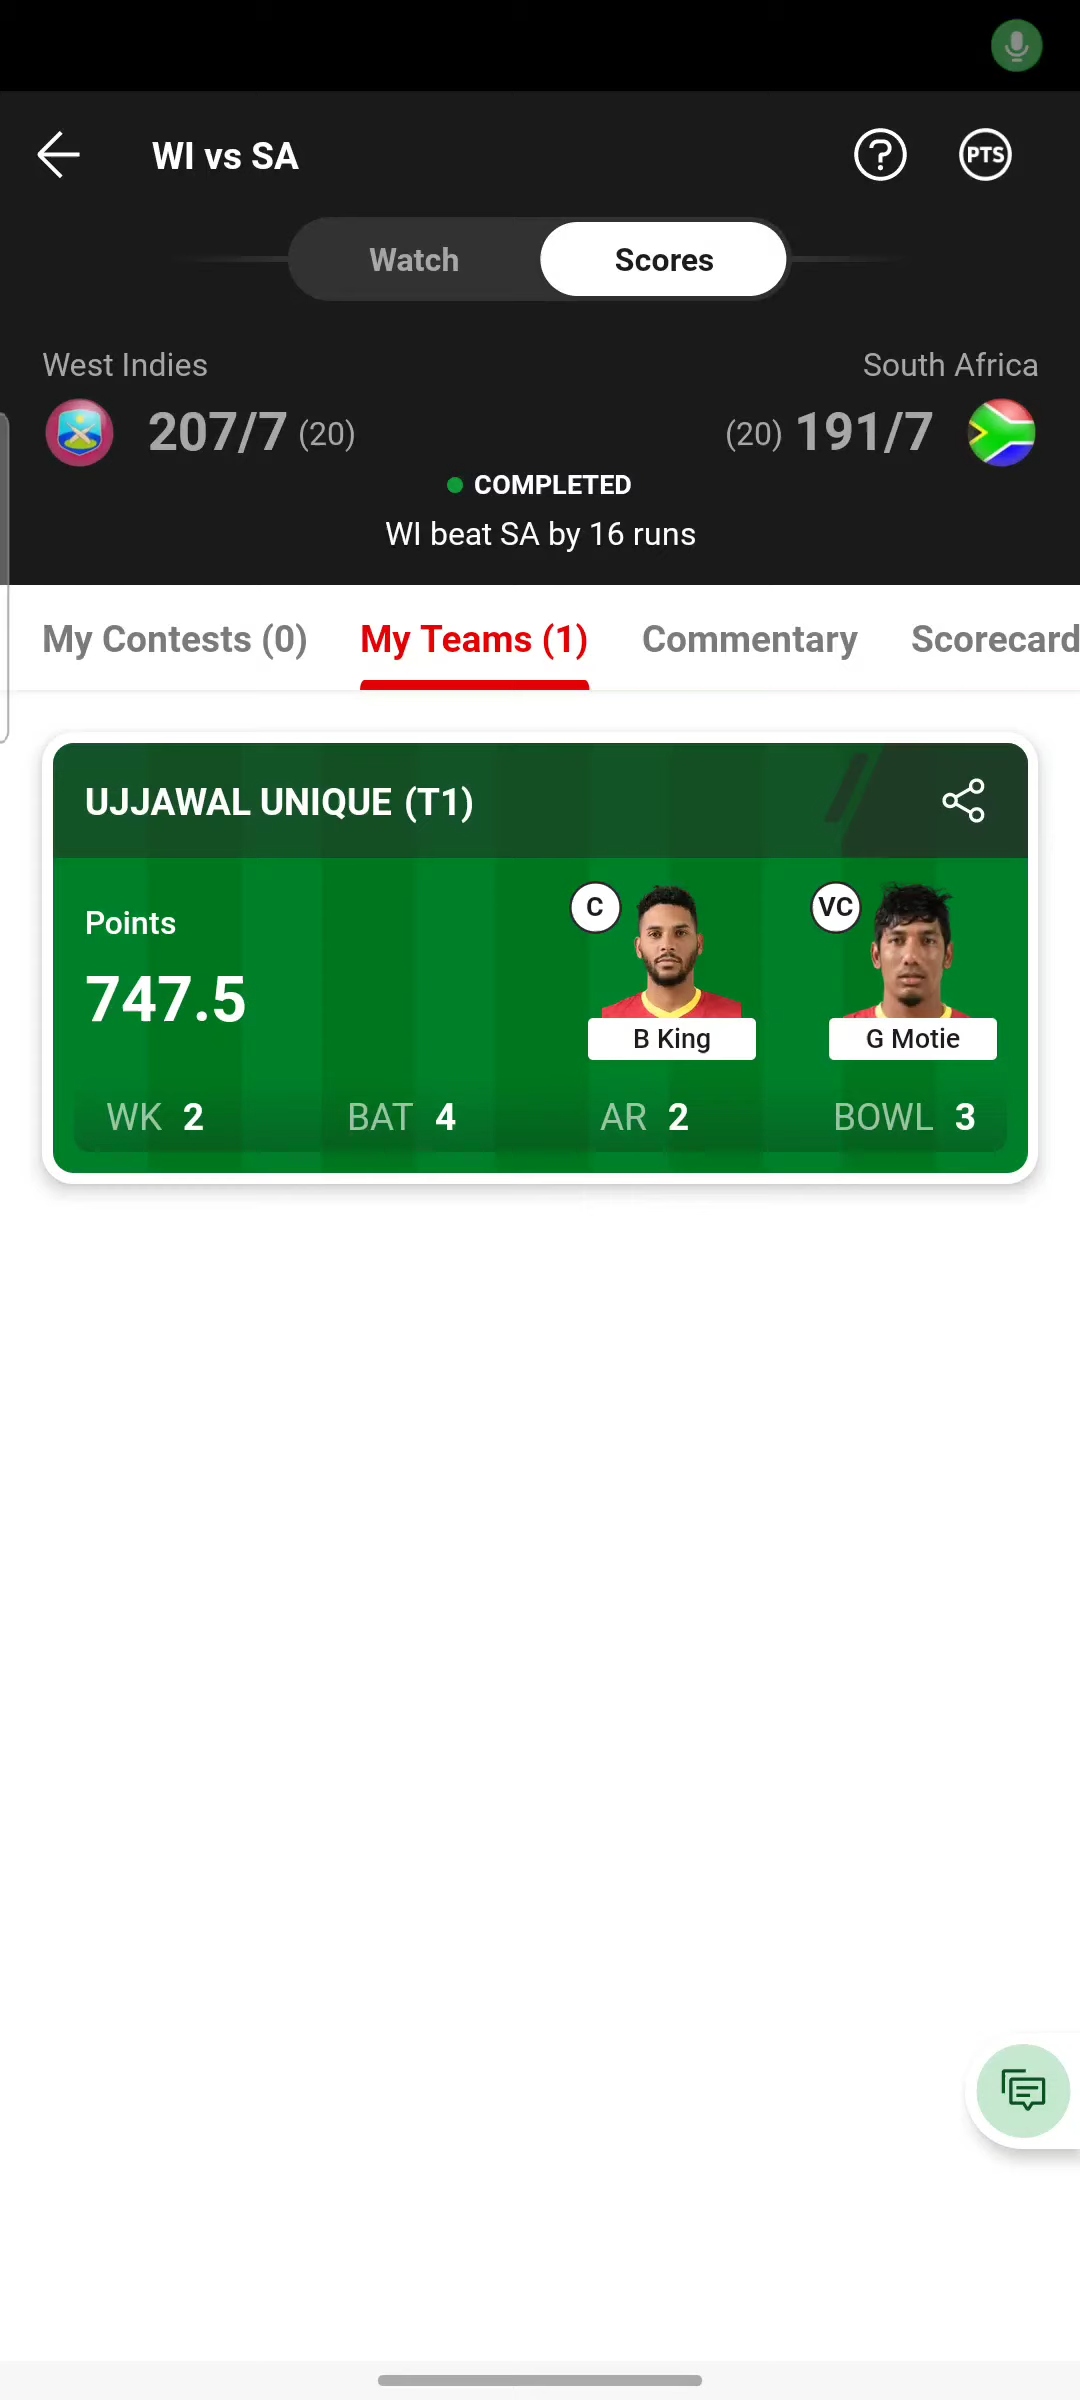 WI vs SA
PTS
Watch
Scores
West Indies
South Africa
207/7 (20)
(20) 191/7
COMPLETED
WI beat SA by 16 runs
My Contests (0)
My Teams (1)
Commentary
Scorecard
UJJAWAL UNIQUE (T1)
Points
747.5
C
B King
VC
G Motie
WK 2
BAT 4
AR 2
BOWL 3